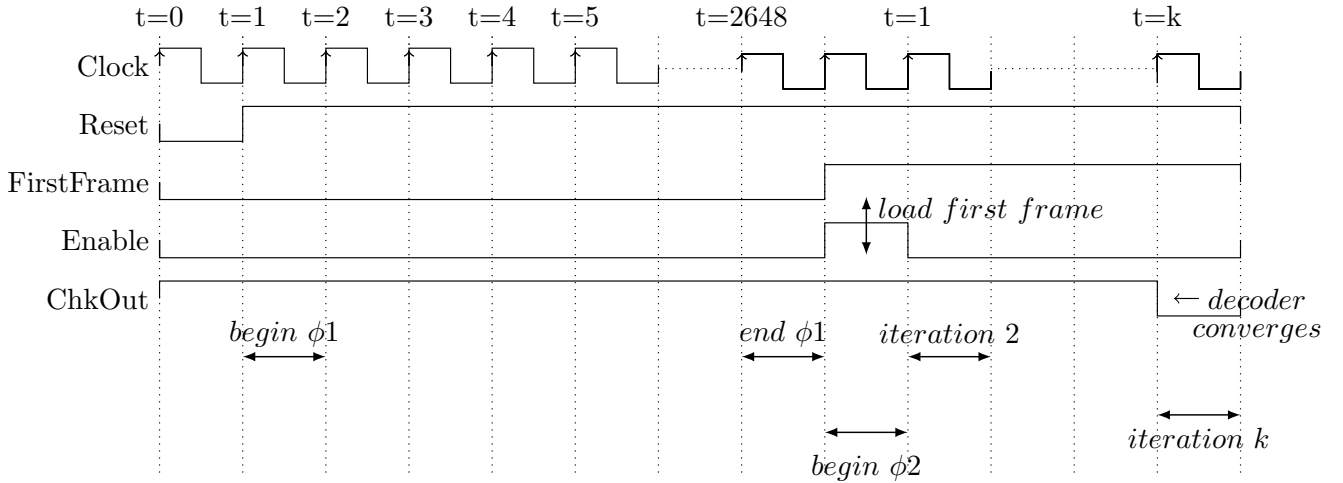 t=0 t=1 t=2 t=3 t=4 t=5 t=2648 t=1 t=k
Clock
Reset
FirstFrame
load first frame
Enable
ChkOut
decoder
converges
begin ϕ1 end ϕ1 iteration 2
iteration k
begin ϕ2